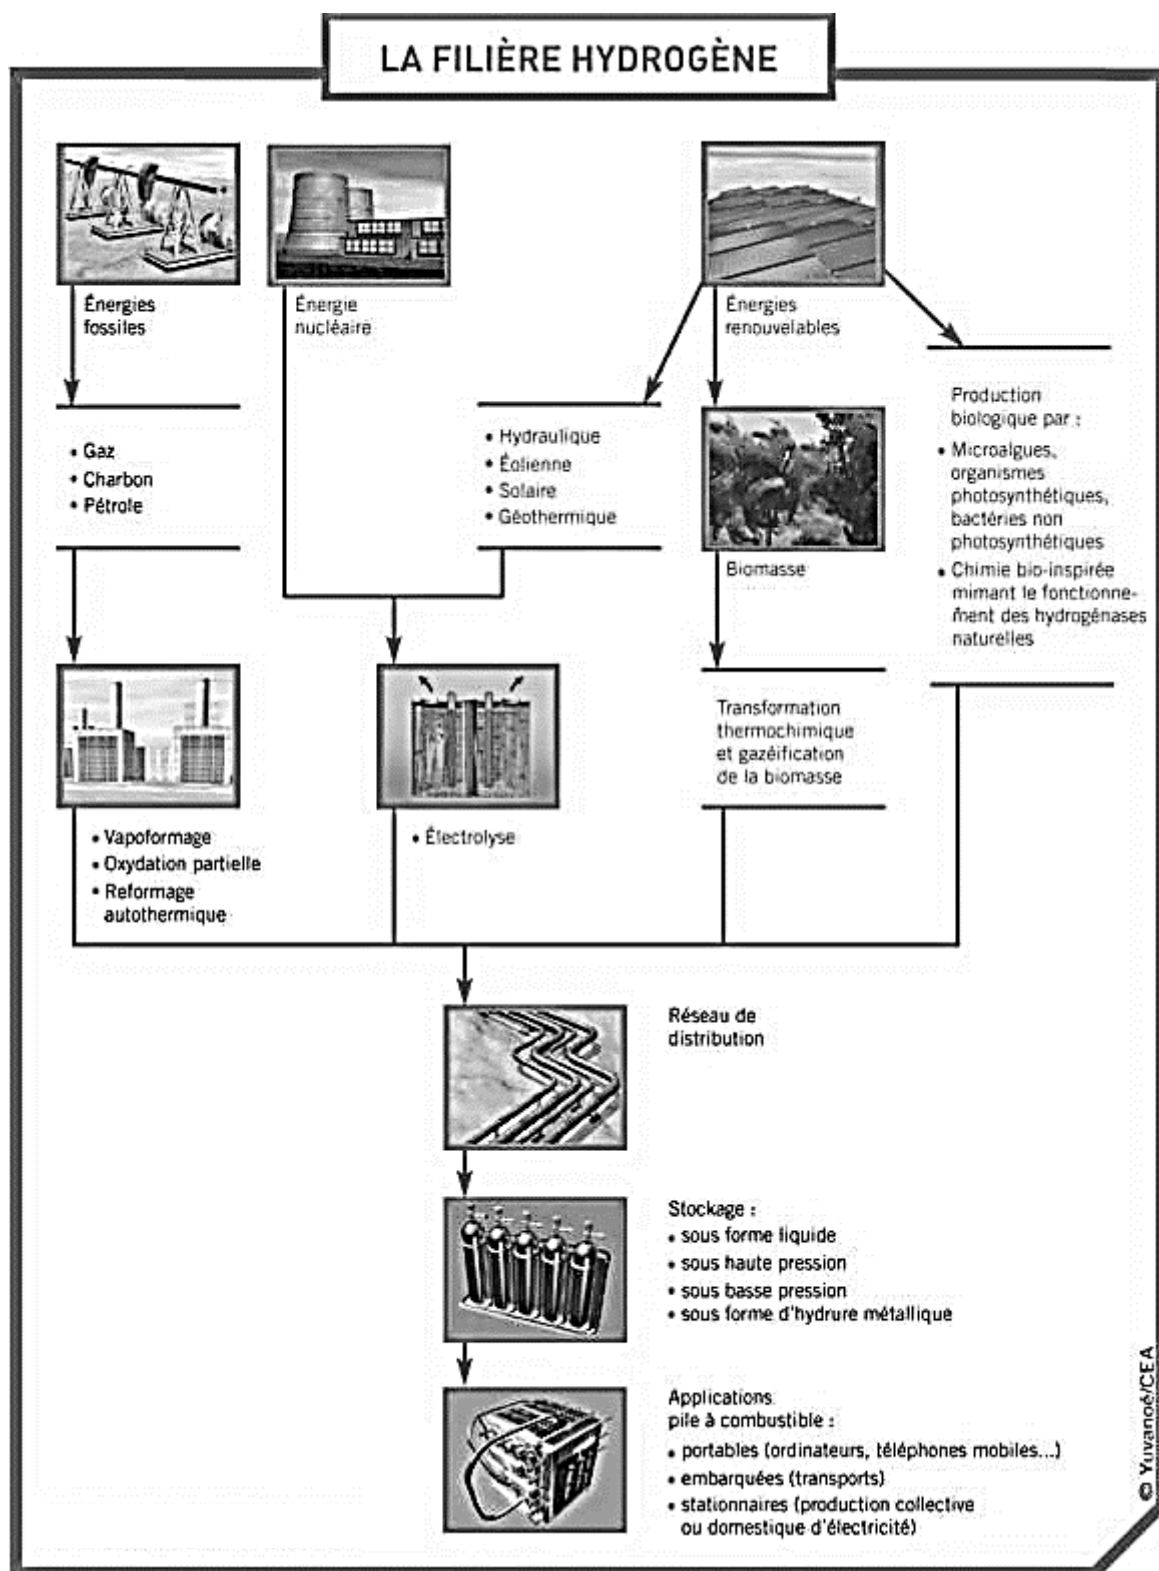 LA FILIÈRE HYDROGÈNE
Énergies
fossiles
Énergie
nucléaire
Énergies
renouvelables
• Gaz
• Charbon
• Pétrole
• Hydraulique
• Éolienne
• Solaire
• Géothermique
Biomasse
Production
biologique par :
• Microalgues,
organismes
photosynthétiques,
bactéries non
photosynthétiques
• Chimie bio-inspirée
mimant le fonctionne-
ment des hydrogénases
naturelles
• Vapoformage
• Oxydation partielle
• Reformage
autothermique
• Électrolyse
Transformation
thermochimique
et gazéification
de la biomasse
Réseau de
distribution
Stockage :
• sous forme liquide
• sous haute pression
• sous basse pression
• sous forme d'hydrure métallique
Applications
pile à combustible :
• portables (ordinateurs, téléphones mobiles...)
• embarquées (transports)
• stationnaires (production collective
ou domestique d'électricité)
© Yuvanoé/CEA